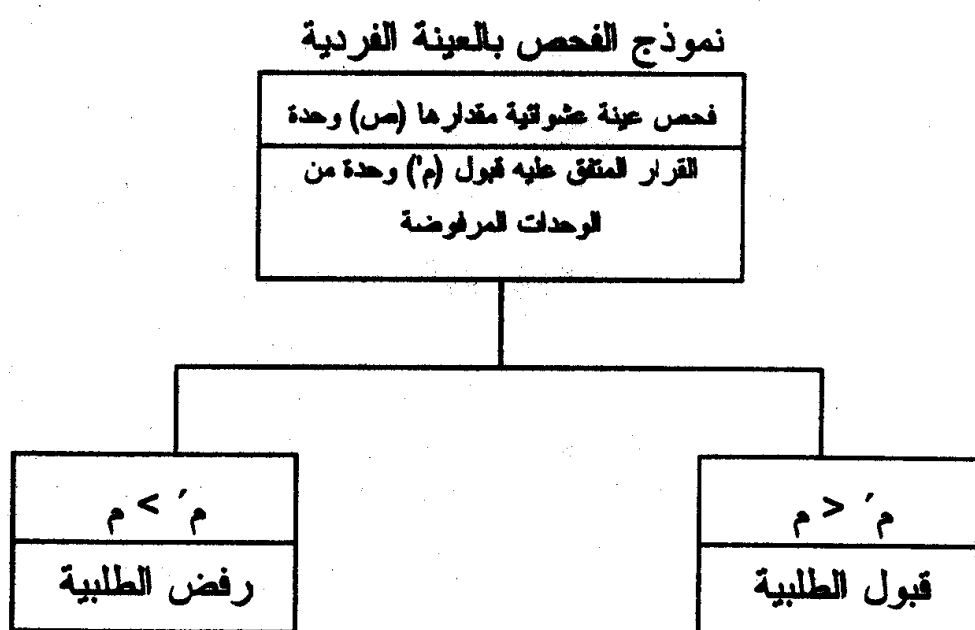 نموذج الفحص بالعينة الفردية
فحص عينة عشوائية مقدارها (ص) وحدة
القرار المتفق عليه قبول (م') وحدة من
الوحدات المرفوضة
م´ < م
قبول الطلبية
م´ > م
رفض الطلبية